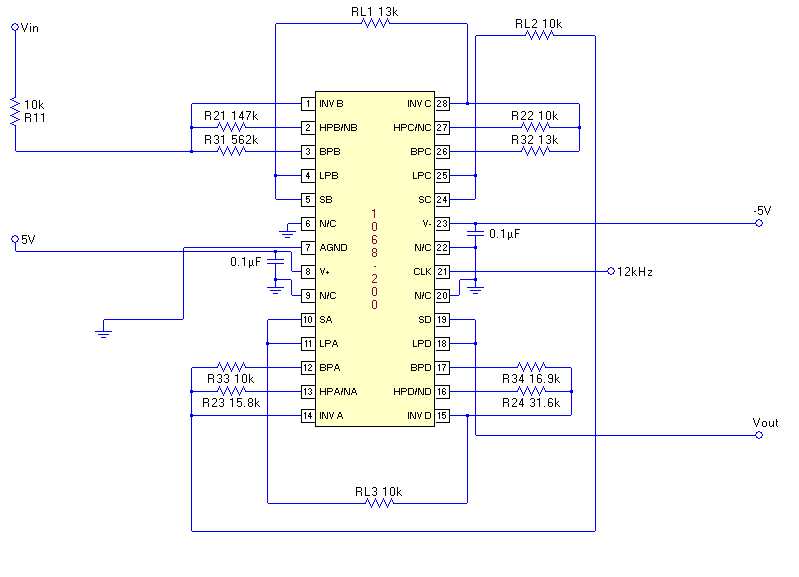 RL1 13k
RL2 10k
Vin
10k
R11
R21 147k
R31 562k
R22 10k
R32 13k
1 INV B
2 HPB/NB
3 BPB
4 LPB
5 SB
6 N/C
7 AGND
8 V+
9 N/C
10 SA
11 LPA
12 BPA
13 HPA/NA
14 INV A
INV C 28
HPC/NC 27
BPC 26
LPC 25
SC 24
V- 23
N/C 22
CLK 21
N/C 20
SD 19
LPD 18
BPD 17
HPD/ND 16
INV D 15
1068-200
5V
0.1µF
-5V
0.1µF
12kHz
R33 10k
R23 15.8k
R34 16.9k
R24 31.6k
Vout
RL3 10k